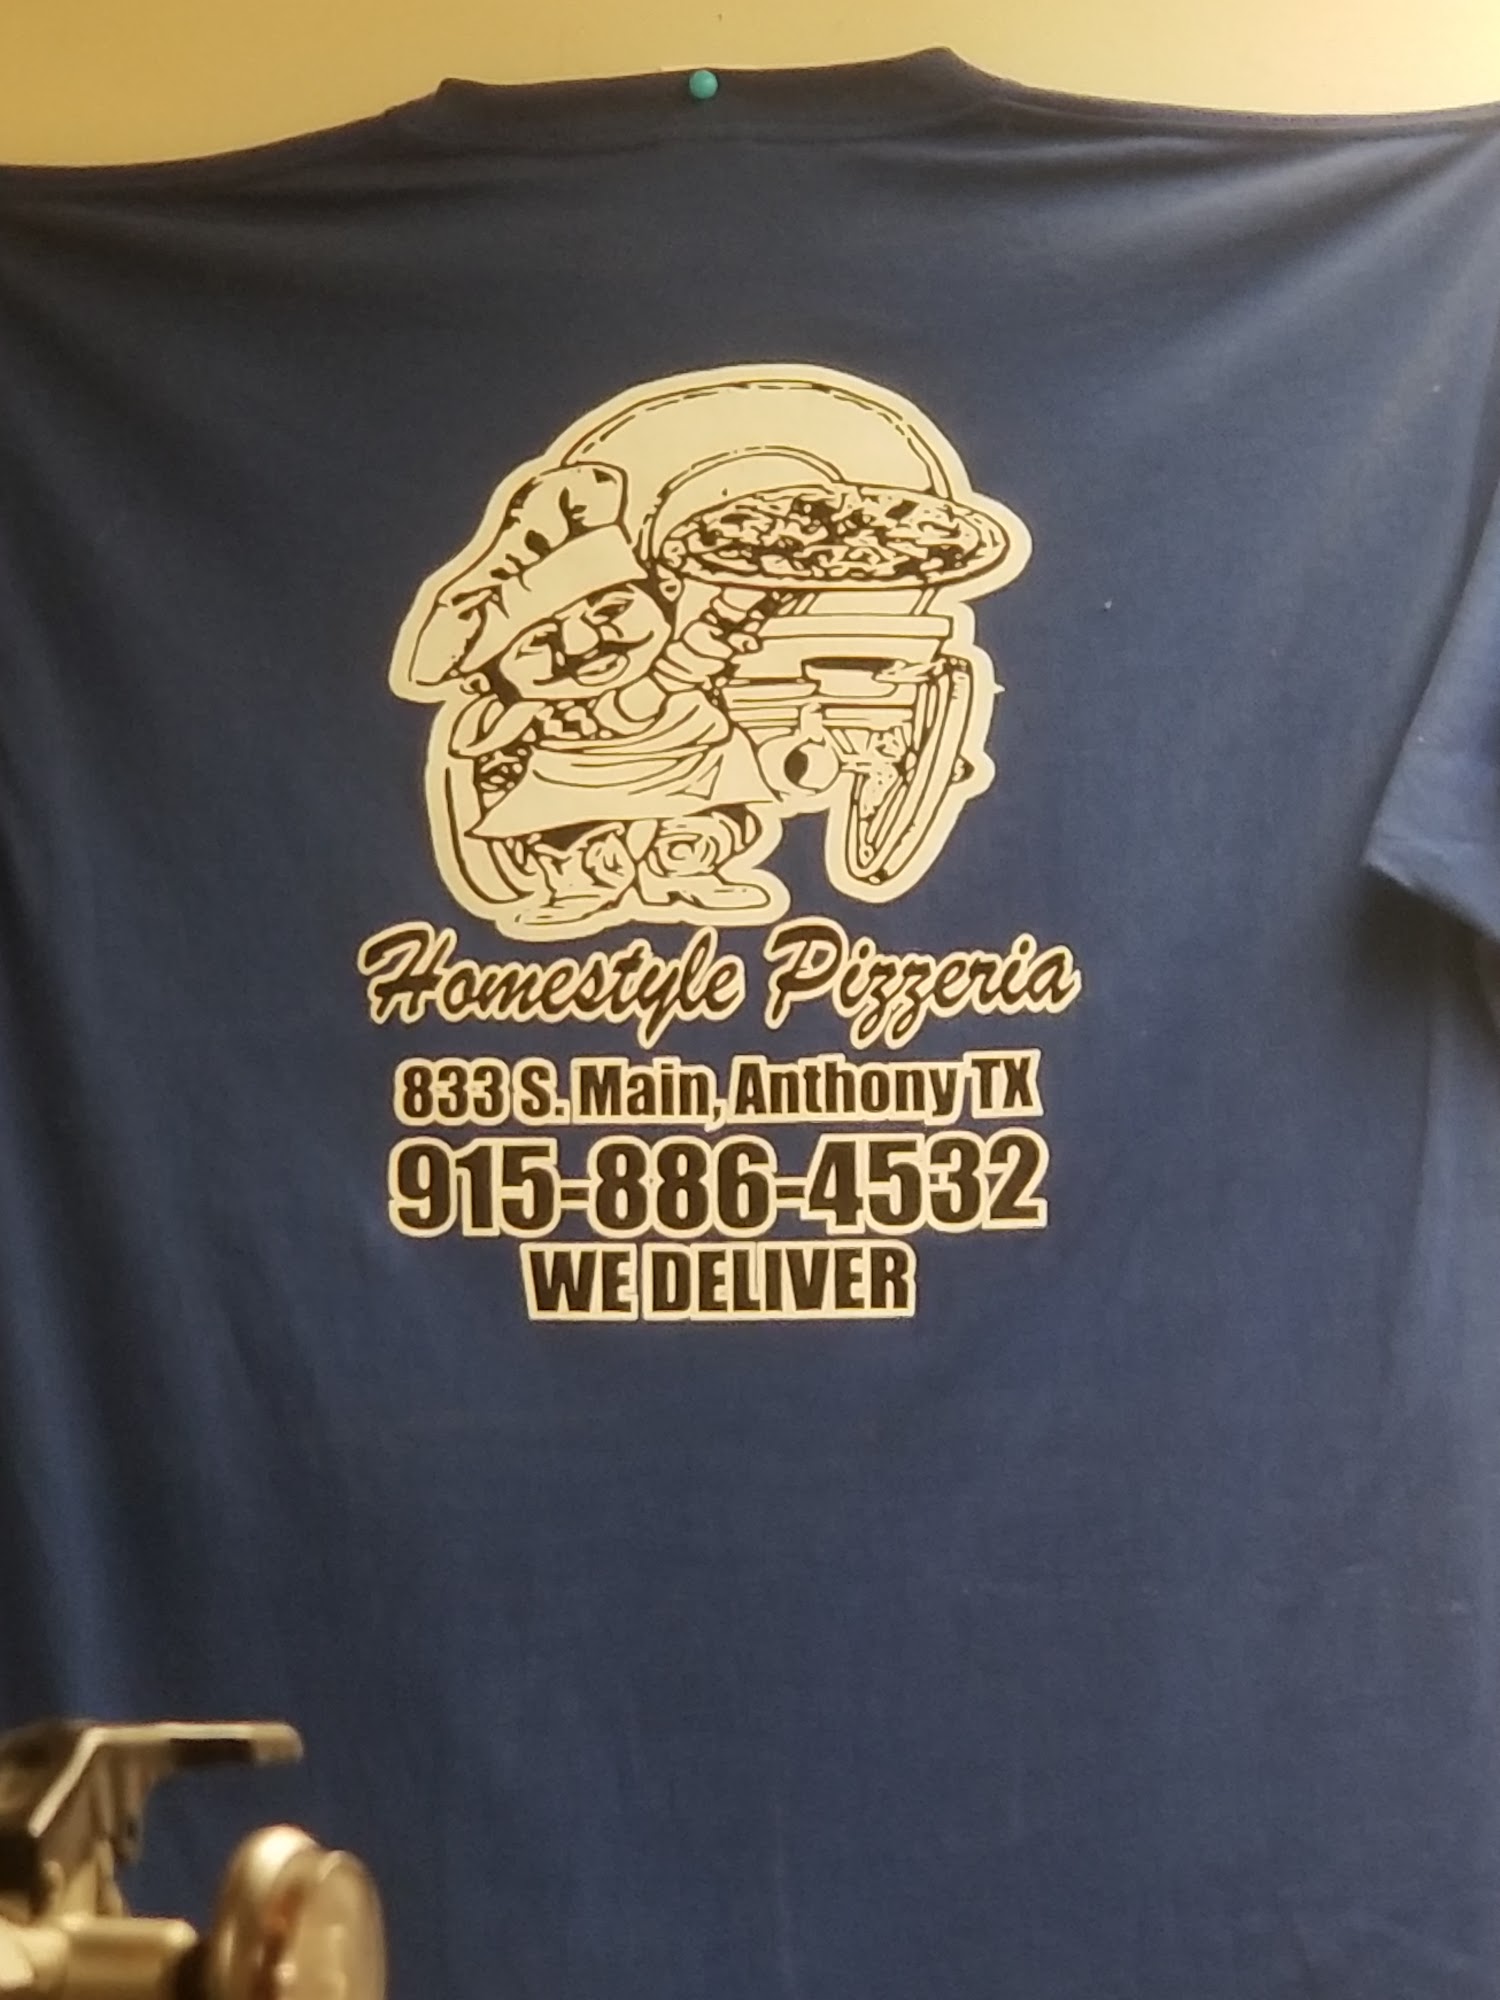 Homestyle Pizzeria
833 S. Main, Anthony TX
915-886-4532
WE DELIVER